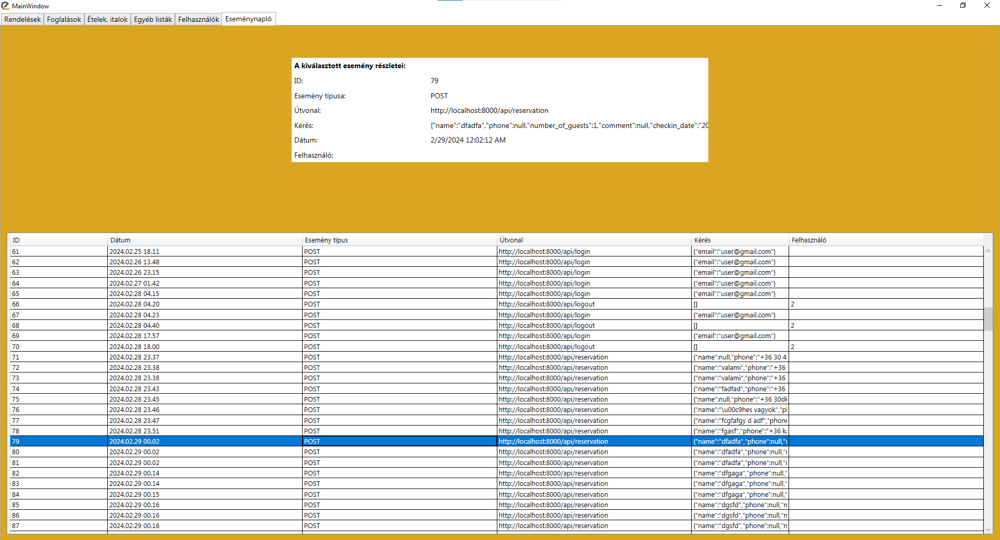 MainWindow
Rendelések Foglalások Ételek, italok Egyéb listák Felhasználók Eseménynapló
A kiválasztott esemény részletei:
ID: 79
Esemény típusa: POST
Útvonal: http://localhost:8000/api/reservation
Kérés: {"name":"dfadfa","phone":null,"number_of_guests":1,"comment":null,"checkin_date":"20
Dátum: 2/29/2024 12:02:12 AM
Felhasználó:
ID Dátum Esemény típus Útvonal Kérés Felhasználó
61 2024.02.25 18.11 POST http://localhost:8000/api/login {"email":"user@gmail.com"}
62 2024.02.26 13.48 POST http://localhost:8000/api/login {"email":"user@gmail.com"}
63 2024.02.26 23.15 POST http://localhost:8000/api/login {"email":"user@gmail.com"}
64 2024.02.27 01.42 POST http://localhost:8000/api/login {"email":"user@gmail.com"}
65 2024.02.28 04.15 POST http://localhost:8000/api/login {"email":"user@gmail.com"}
66 2024.02.28 04.20 POST http://localhost:8000/api/logout [] 2
67 2024.02.28 04.23 POST http://localhost:8000/api/login {"email":"user@gmail.com"}
68 2024.02.28 04.40 POST http://localhost:8000/api/logout [] 2
69 2024.02.28 17.57 POST http://localhost:8000/api/login {"email":"user@gmail.com"}
70 2024.02.28 18.00 POST http://localhost:8000/api/logout [] 2
71 2024.02.28 23.37 POST http://localhost:8000/api/reservation {"name":null,"phone":"+36 30 4
72 2024.02.28 23.38 POST http://localhost:8000/api/reservation {"name":"valami","phone":"+36
73 2024.02.28 23.38 POST http://localhost:8000/api/reservation {"name":"valami","phone":"+36
74 2024.02.28 23.43 POST http://localhost:8000/api/reservation {"name":"fadfad","phone":"+36
75 2024.02.28 23.45 POST http://localhost:8000/api/reservation {"name":null,"phone":"+36 30dk
76 2024.02.28 23.46 POST http://localhost:8000/api/reservation {"name":"\u00c9hes vagyok","pl
77 2024.02.28 23.47 POST http://localhost:8000/api/reservation {"name":"fcgfafgy d adf","phone
78 2024.02.28 23.51 POST http://localhost:8000/api/reservation {"name":"fgasf","phone":"+36 ka
79 2024.02.29 00.02 POST http://localhost:8000/api/reservation {"name":"dfadfa","phone":null,"
80 2024.02.29 00.02 POST http://localhost:8000/api/reservation {"name":"dfadfa","phone":null,"
81 2024.02.29 00.02 POST http://localhost:8000/api/reservation {"name":"dfadfa","phone":null,"
82 2024.02.29 00.14 POST http://localhost:8000/api/reservation {"name":"dfgaga","phone":null,"
83 2024.02.29 00.14 POST http://localhost:8000/api/reservation {"name":"dfgaga","phone":null,"
84 2024.02.29 00.15 POST http://localhost:8000/api/reservation {"name":"dfgaga","phone":null,"
85 2024.02.29 00.16 POST http://localhost:8000/api/reservation {"name":"dgsfd","phone":null,"n
86 2024.02.29 00.16 POST http://localhost:8000/api/reservation {"name":"dgsfd","phone":null,"n
87 2024.02.29 00.16 POST http://localhost:8000/api/reservation {"name":"dgsfd","phone":null,"n